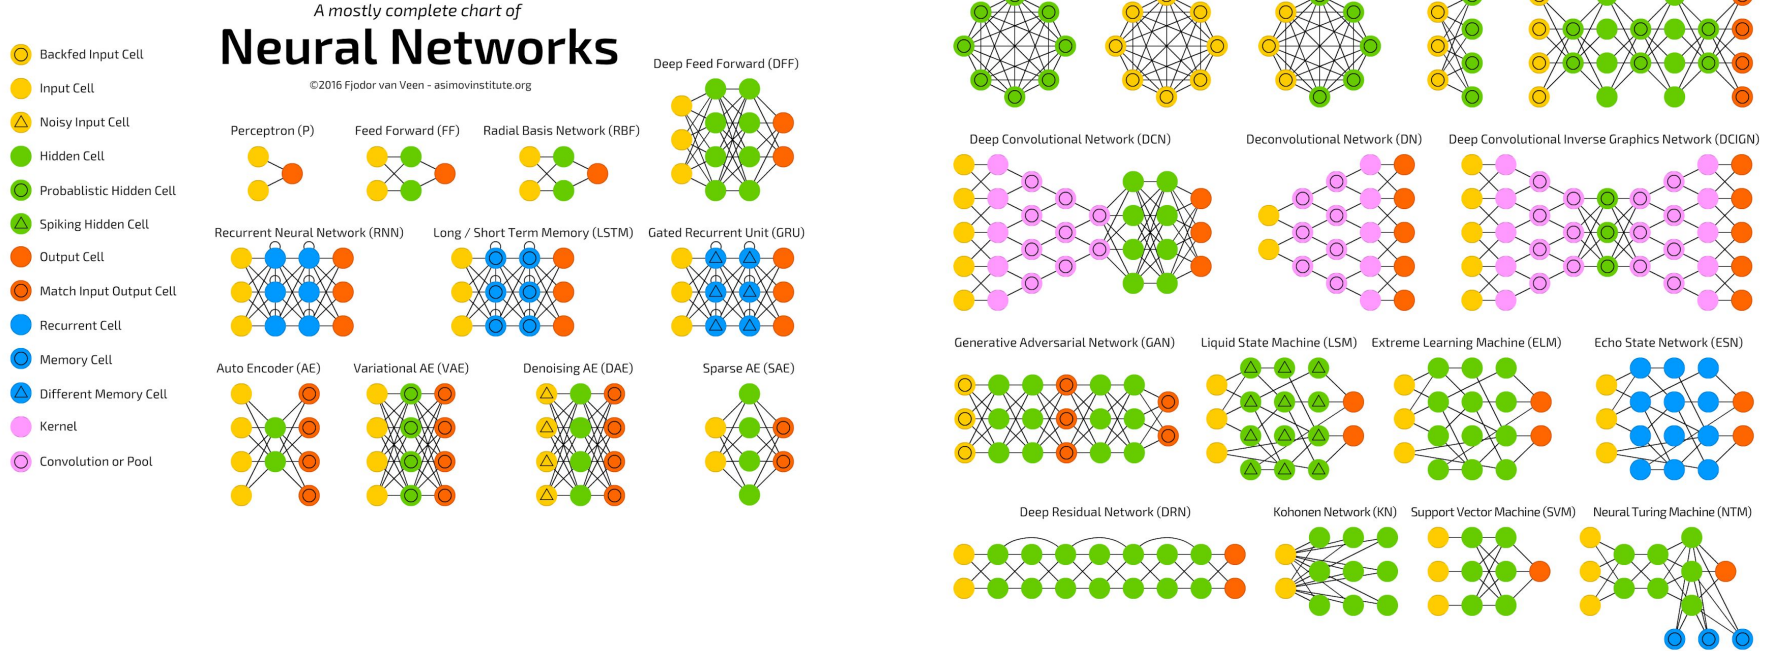 A mostly complete chart of
Neural Networks
©2016 Fjodor van Veen - asimovinstitute.org
Backfed Input Cell
Input Cell
Noisy Input Cell
Hidden Cell
Probablistic Hidden Cell
Spiking Hidden Cell
Output Cell
Match Input Output Cell
Recurrent Cell
Memory Cell
Different Memory Cell
Kernel
Convolution or Pool
Deep Feed Forward (DFF)
Perceptron (P)
Feed Forward (FF)
Radial Basis Network (RBF)
Recurrent Neural Network (RNN)
Long / Short Term Memory (LSTM)
Gated Recurrent Unit (GRU)
Auto Encoder (AE)
Variational AE (VAE)
Denoising AE (DAE)
Sparse AE (SAE)
Deep Convolutional Network (DCN)
Deconvolutional Network (DN)
Deep Convolutional Inverse Graphics Network (DCIGN)
Generative Adversarial Network (GAN)
Liquid State Machine (LSM)
Extreme Learning Machine (ELM)
Echo State Network (ESN)
Deep Residual Network (DRN)
Kohonen Network (KN)
Support Vector Machine (SVM)
Neural Turing Machine (NTM)